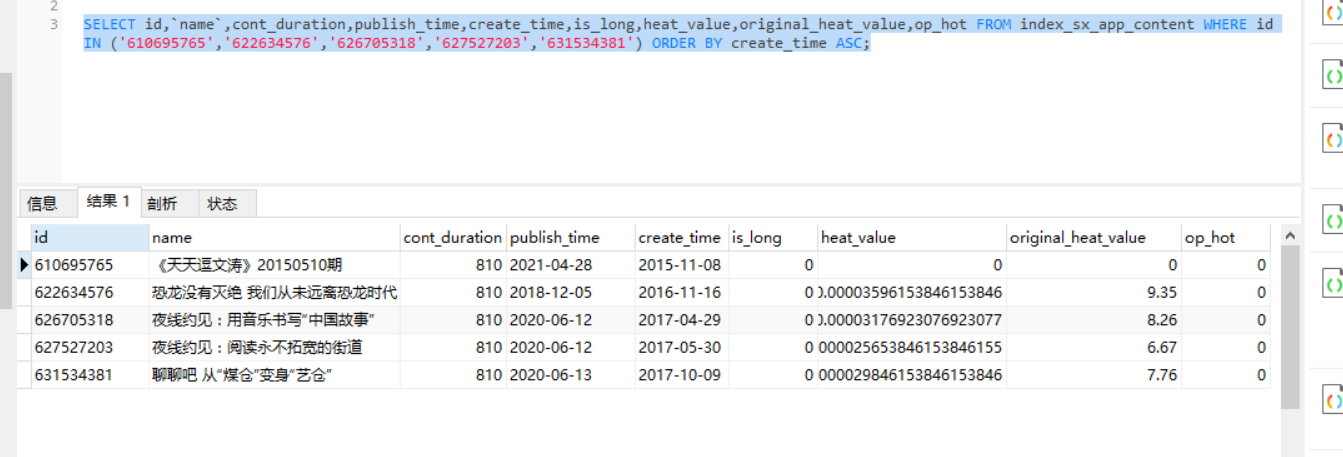 2
3
SELECT id,`name`,cont_duration,publish_time,create_time,is_long,heat_value,original_heat_value,op_hot FROM index_sx_app_content WHERE id
IN ('610695765','622634576','626705318','627527203','631534381') ORDER BY create_time ASC;
信息 结果 1 剖析 状态
id name cont_duration publish_time create_time is_long heat_value original_heat_value op_hot
610695765 《天天逗文涛》20150510期 810 2021-04-28 2015-11-08 0 0 0 0
622634576 恐龙没有灭绝 我们从未远离恐龙时代 810 2018-12-05 2016-11-16 0 0.00003596153846153846 9.35 0
626705318 夜线约见：用音乐书写“中国故事” 810 2020-06-12 2017-04-29 0 0.00003176923076923077 8.26 0
627527203 夜线约见：阅读永不拓宽的街道 810 2020-06-12 2017-05-30 0 000025653846153846155 6.67 0
631534381 聊聊吧 从“煤仓”变身“艺仓” 810 2020-06-13 2017-10-09 0 000029846153846153846 7.76 0